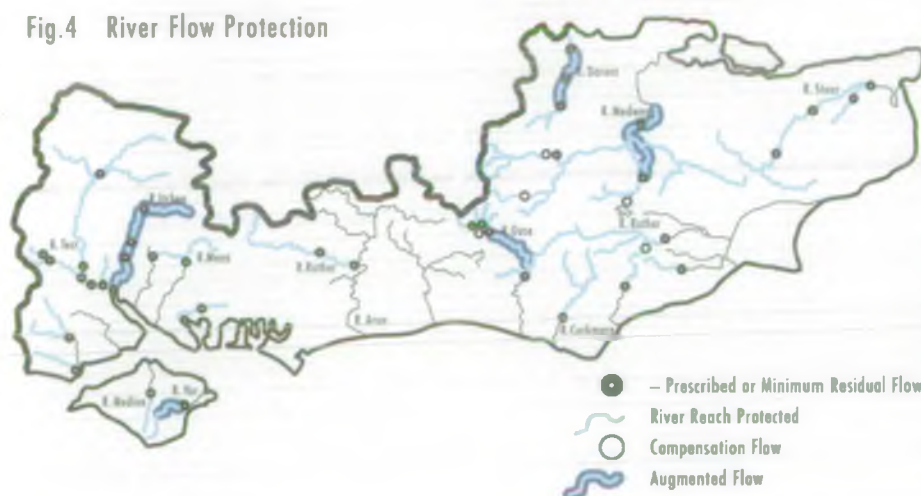 Fig.4 River Flow Protection
R. Darent
R. Medway
R. Stour
R. Itchen
R. Test
R. Meon
R. Rother
R. Ouse
R. Rother
R. Arun
R. Cuckmere
R. Medina
R. Yar
– Prescribed or Minimum Residual Flow
River Reach Protected
Compensation Flow
Augmented Flow